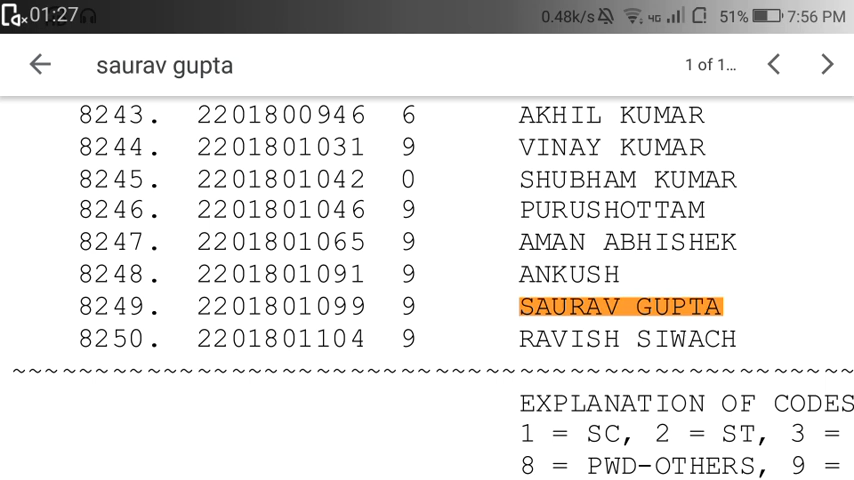 01:27 0.48k/s 4G 51% 7:56 PM
saurav gupta 1 of 1...
8243. 2201800946 6 AKHIL KUMAR
8244. 2201801031 9 VINAY KUMAR
8245. 2201801042 0 SHUBHAM KUMAR
8246. 2201801046 9 PURUSHOTTAM
8247. 2201801065 9 AMAN ABHISHEK
8248. 2201801091 9 ANKUSH
8249. 2201801099 9 SAURAV GUPTA
8250. 2201801104 9 RAVISH SIWACH
~~~~~~~~~~~~~~~~~~~~~~~~~~~~~~~~~~~~~~~~~~~~~~~~~~
EXPLANATION OF CODES
1 = SC, 2 = ST, 3 =
8 = PWD-OTHERS, 9 =